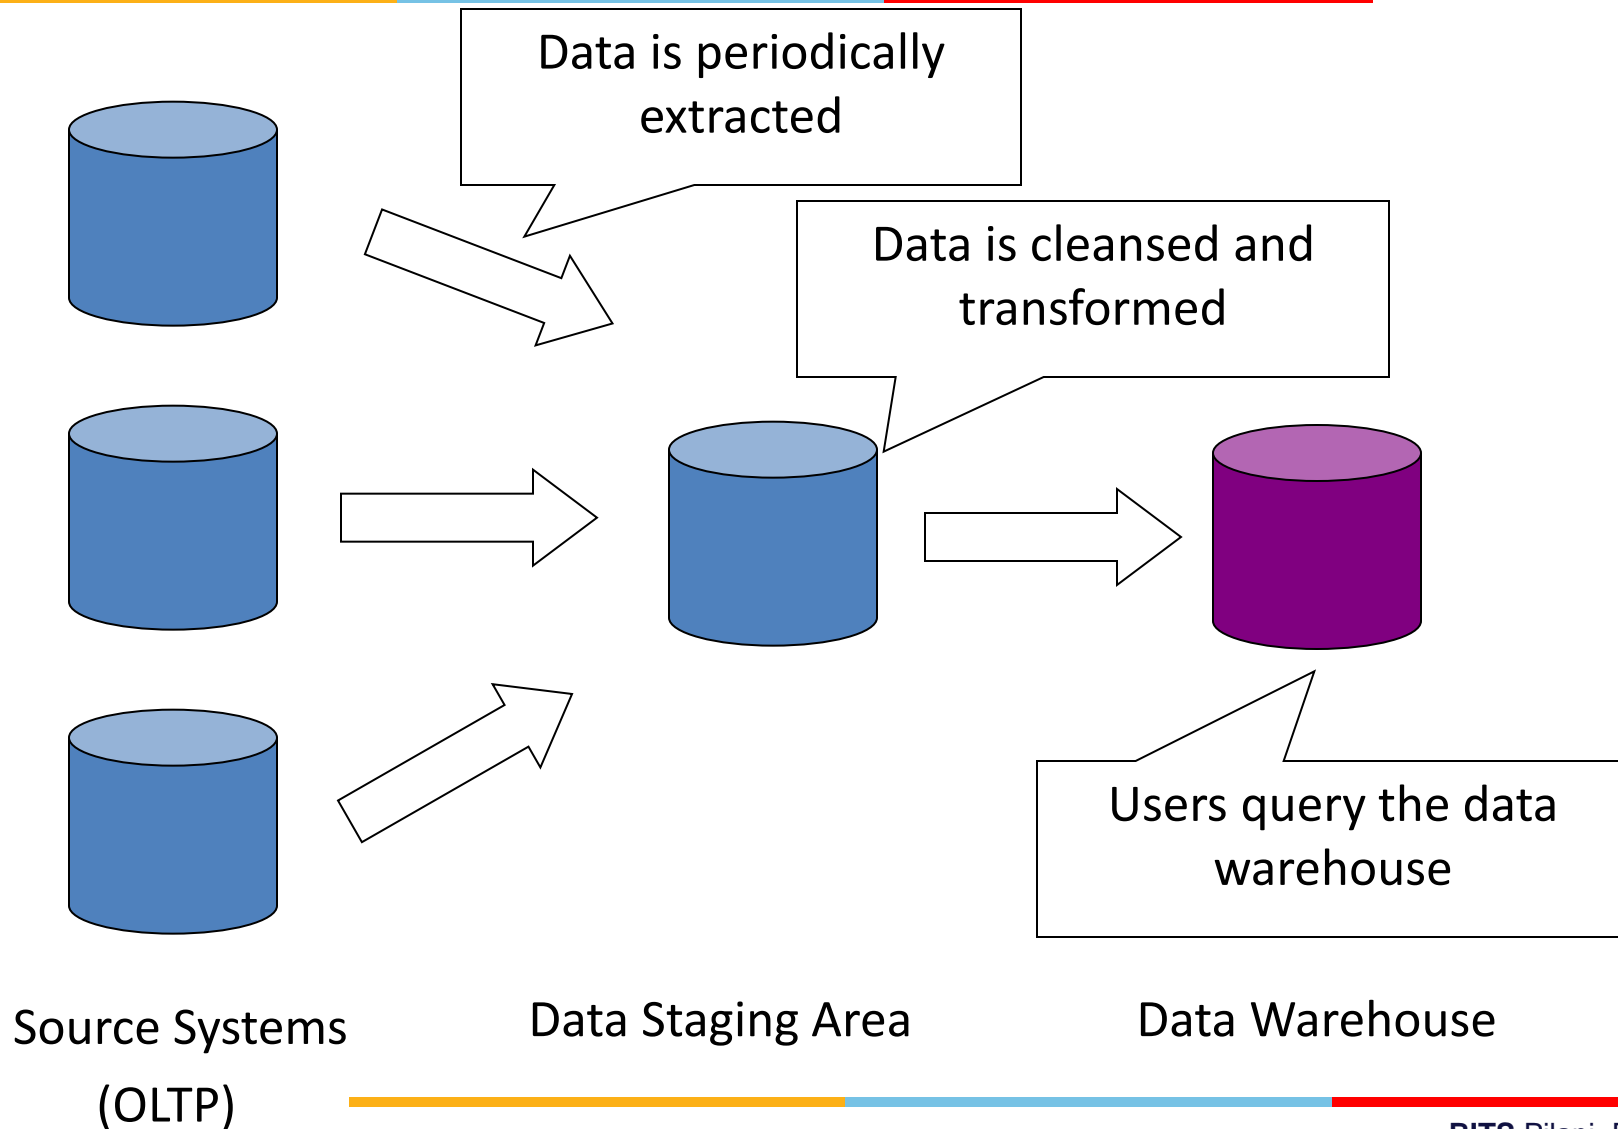 Data is periodically
extracted
Data is cleansed and
transformed
Users query the data
warehouse
Source Systems
(OLTP)
Data Staging Area
Data Warehouse